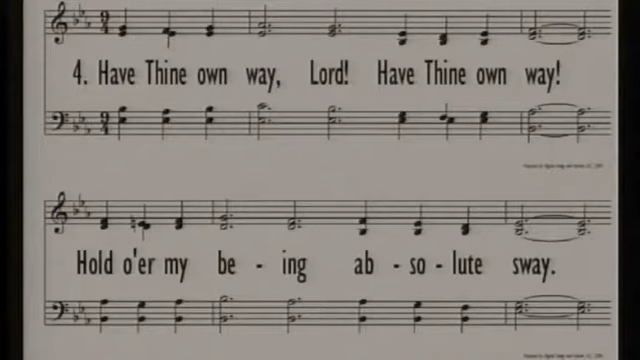 4. Have Thine own way, Lord! Have Thine own way!
Hold o'er my be - ing ab - so - lute sway.